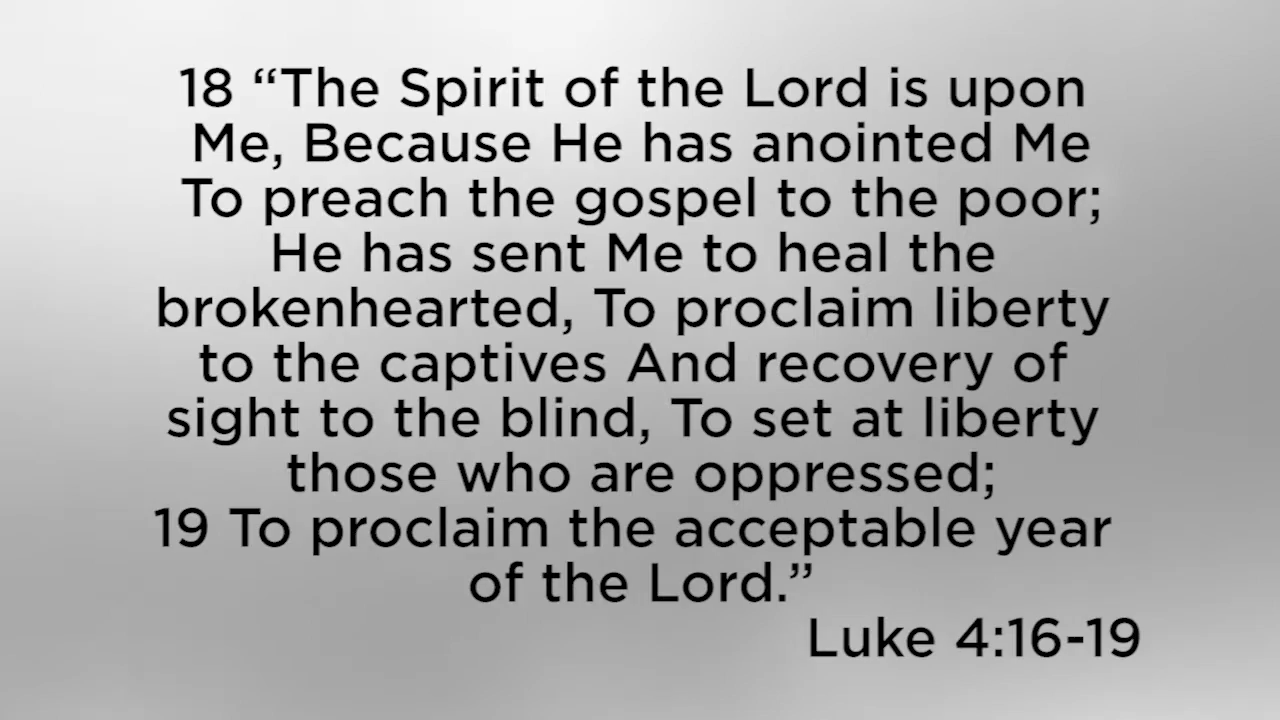 18 “The Spirit of the Lord is upon
Me, Because He has anointed Me
To preach the gospel to the poor;
He has sent Me to heal the
brokenhearted, To proclaim liberty
to the captives And recovery of
sight to the blind, To set at liberty
those who are oppressed;
19 To proclaim the acceptable year
of the Lord.”
Luke 4:16-19